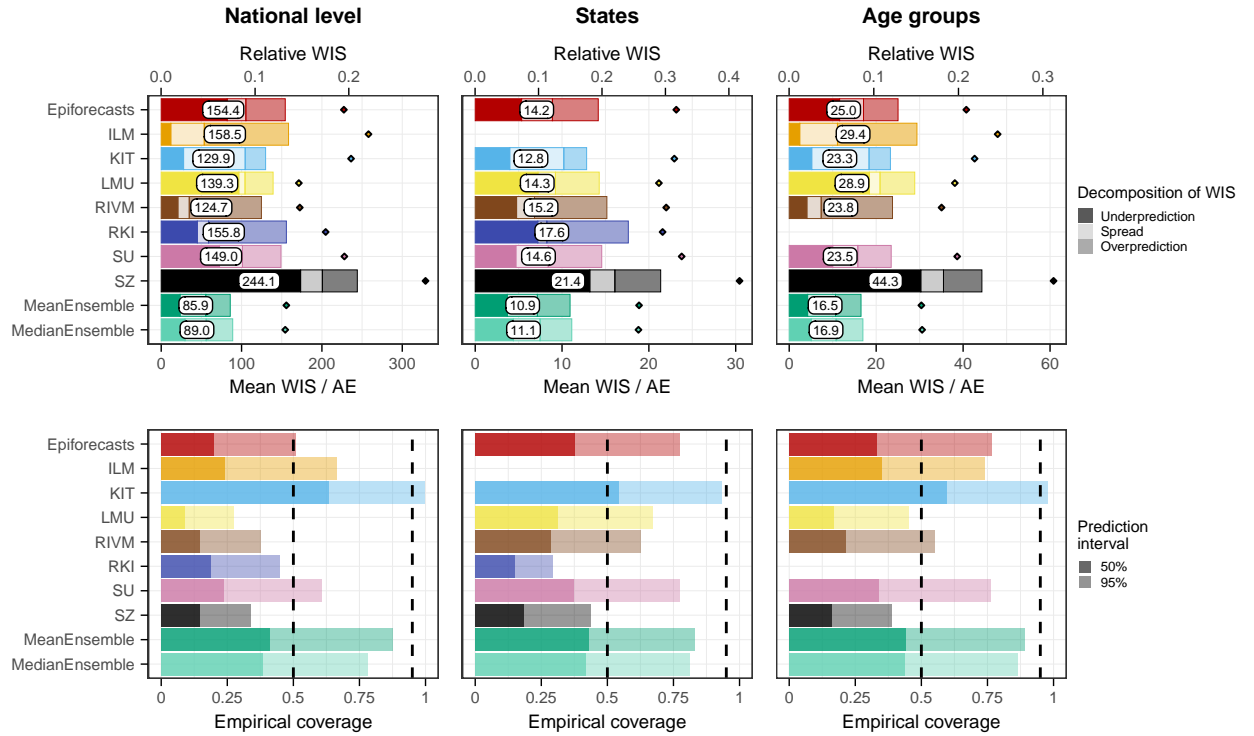 National level
States
Age groups
Relative WIS
Relative WIS
Relative WIS
0.0 0.1 0.2
0.0 0.1 0.2 0.3 0.4
0.0 0.1 0.2 0.3
Epiforecasts 154.4 14.2 25.0
ILM 158.5 29.4
KIT 129.9 12.8 23.3
LMU 139.3 14.3 28.9
RIVM 124.7 15.2 23.8
RKI 155.8 17.6
SU 149.0 14.6 23.5
SZ 244.1 21.4 44.3
MeanEnsemble 85.9 10.9 16.5
MedianEnsemble 89.0 11.1 16.9
0 100 200 300
0 10 20 30
0 20 40 60
Mean WIS / AE
Mean WIS / AE
Mean WIS / AE
Decomposition of WIS
Underprediction
Spread
Overprediction
Epiforecasts
ILM
KIT
LMU
RIVM
RKI
SU
SZ
MeanEnsemble
MedianEnsemble
0 0.25 0.5 0.75 1
0 0.25 0.5 0.75 1
0 0.25 0.5 0.75 1
Empirical coverage
Empirical coverage
Empirical coverage
Prediction
interval
50%
95%